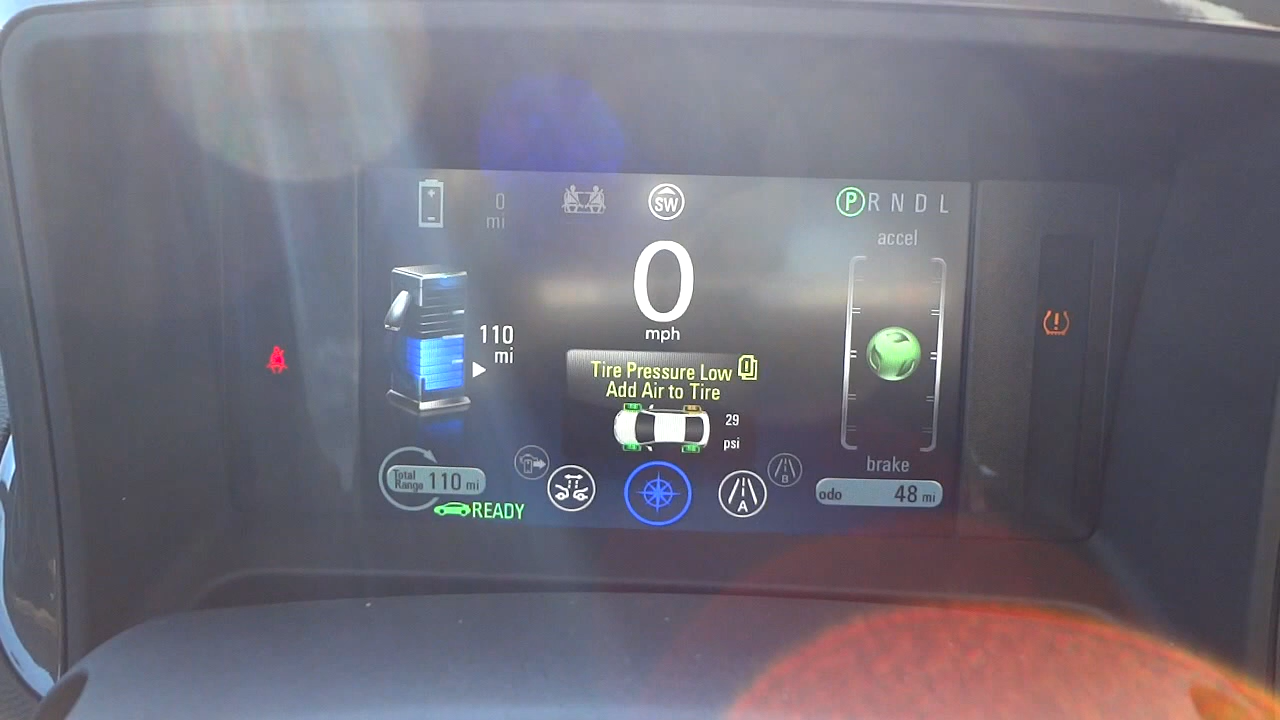 0
mi
SW
P R N D L
accel
0
mph
110
mi
Tire Pressure Low
Add Air to Tire
29
psi
brake
Total
Range
110 mi
READY
A
B
odo 48 mi